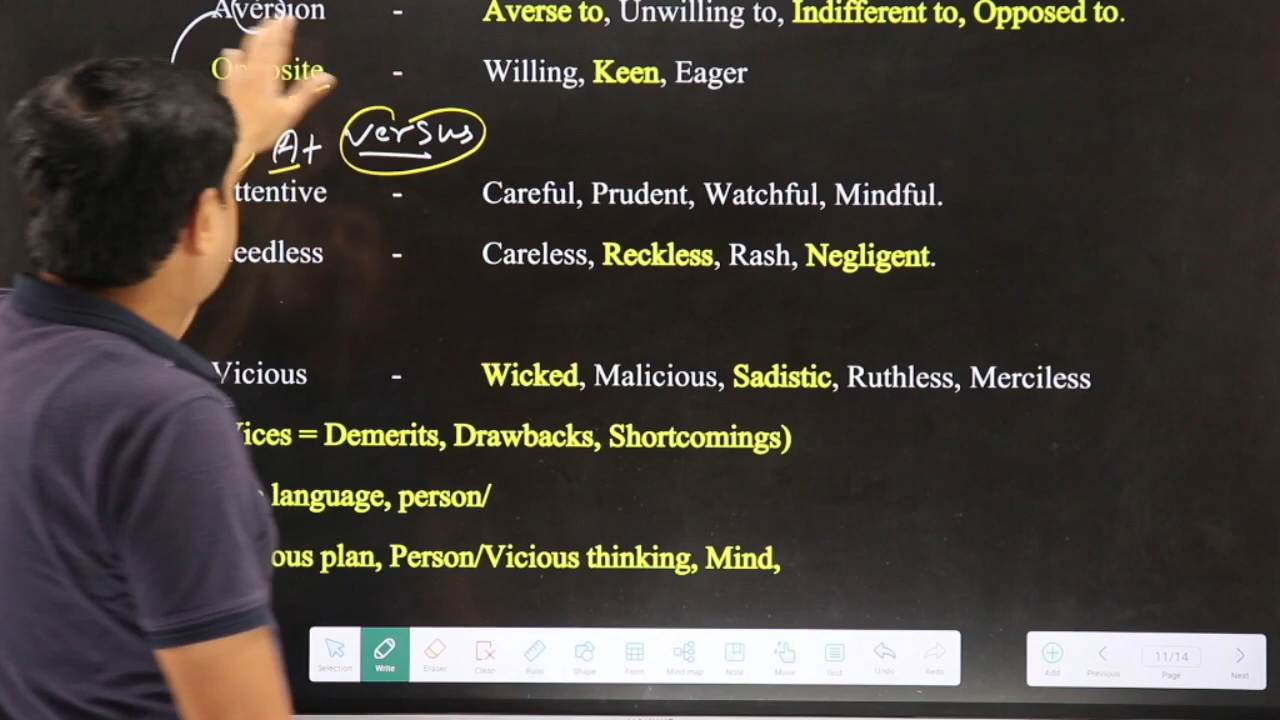 Aversion - Averse to, Unwilling to, Indifferent to, Opposed to.
Opposite - Willing, Keen, Eager
A+ versus
ttentive - Careful, Prudent, Watchful, Mindful.
eedless - Careless, Reckless, Rash, Negligent.
Vicious - Wicked, Malicious, Sadistic, Ruthless, Merciless
Vices = Demerits, Drawbacks, Shortcomings)
language, person/
ous plan, Person/Vicious thinking, Mind,
Selection Write Eraser Clean Ruler Shape Form Mind map Note Move Grid Undo Redo
Add Previous 11/14 Page Next